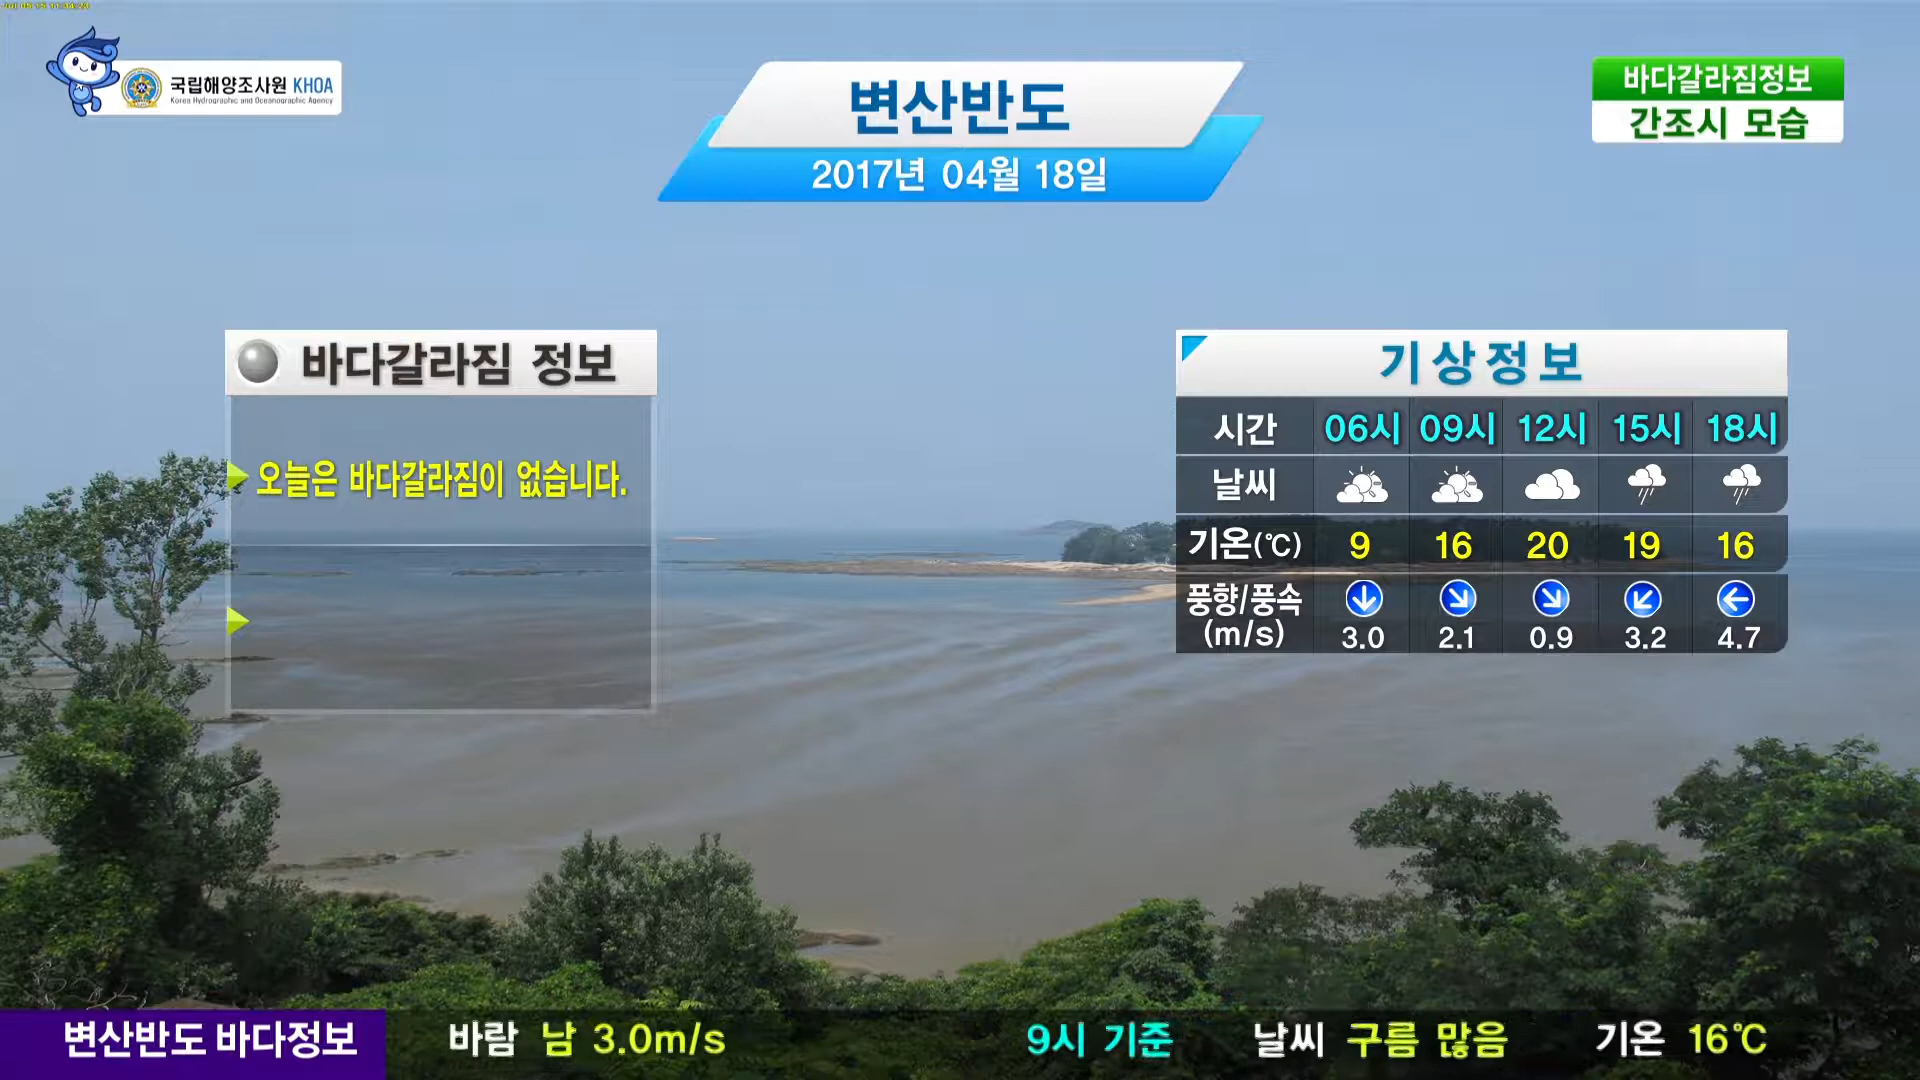 국립해양조사원 KHOA
Korea Hydrographic and Oceanographic Agency
변산반도
2017년 04월 18일
바다갈라짐정보
간조시 모습
바다갈라짐 정보
오늘은 바다갈라짐이 없습니다.
기상정보
시간 06시 09시 12시 15시 18시
날씨
기온(℃) 9 16 20 19 16
풍향/풍속
(m/s) 3.0 2.1 0.9 3.2 4.7
변산반도 바다정보 바람 남 3.0m/s 9시 기준 날씨 구름 많음 기온 16℃